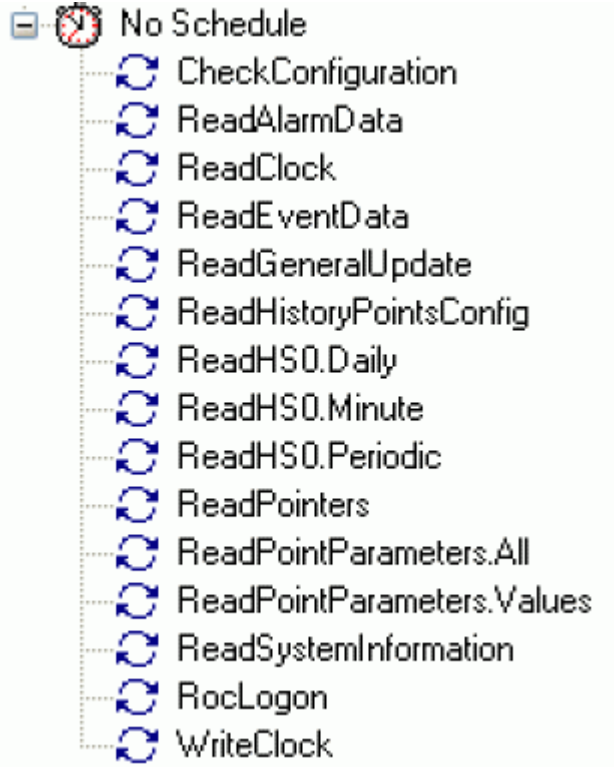 No Schedule
CheckConfiguration
ReadAlarmData
ReadClock
ReadEventData
ReadGeneralUpdate
ReadHistoryPointsConfig
ReadHS0.Daily
ReadHS0.Minute
ReadHS0.Periodic
ReadPointers
ReadPointParameters.All
ReadPointParameters.Values
ReadSystemInformation
RocLogon
WriteClock